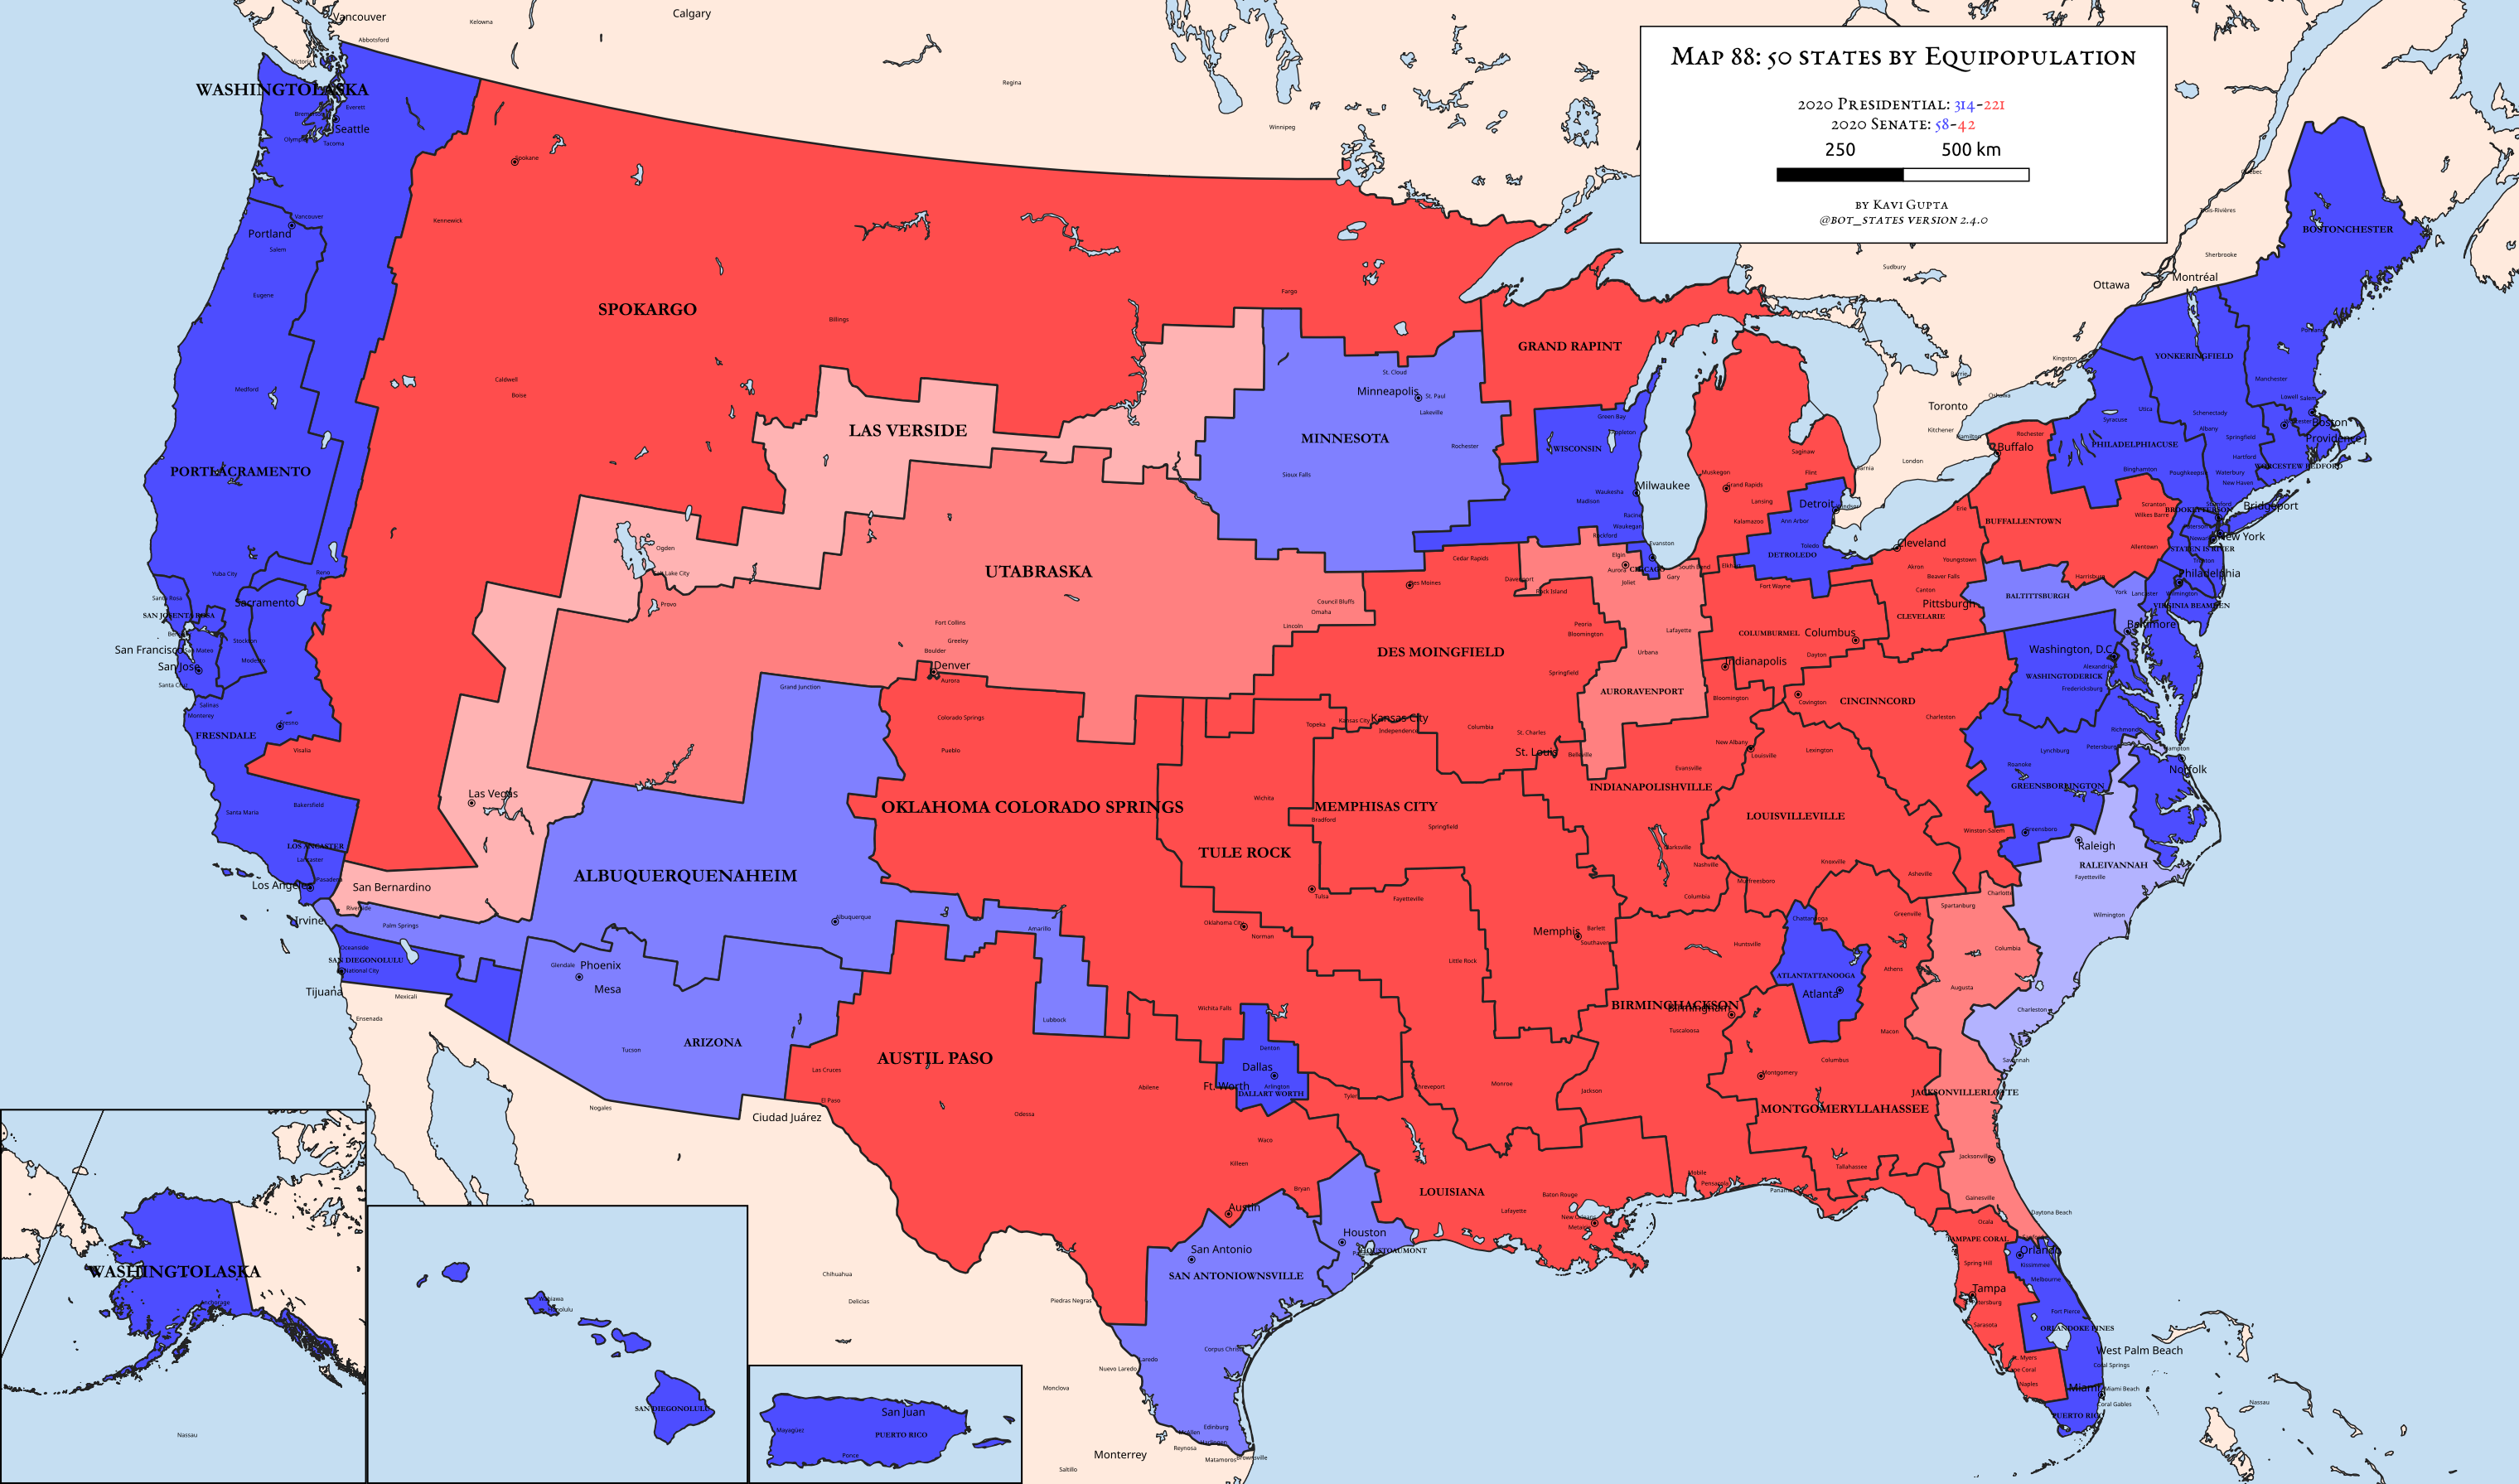 Map 88: 50 states by Equipopulation
2020 Presidential: 314-221
2020 Senate: 58-42
250 500 km
by Kavi Gupta
@bot_states version 2.4.0
Vancouver
Kelowna
Calgary
Abbotsford
Victoria
Regina
Winnipeg
WASHINGTOLASKA
Everett
Seattle
Tacoma
Spokane
Kennewick
Vancouver
Portland
Salem
Eugene
Medford
PORTLACRAMENTO
SPOKARGO
Billings
Fargo
Caldwell
Boise
LAS VERSIDE
Ogden
Salt Lake City
Provo
UTABRASKA
Fort Collins
Greeley
Boulder
Denver
Aurora
Grand Junction
Council Bluffs
Omaha
Lincoln
MINNESOTA
St. Cloud
Minneapolis
St. Paul
Lakeville
Rochester
Sioux Falls
GRAND RAPINT
WISCONSIN
Green Bay
Appleton
Waukesha
Milwaukee
Madison
Racine
Waukegan
Rockford
Evanston
Elgin
Aurora
CHICAGO
Joliet
Gary
South Bend
Muskegon
Grand Rapids
Lansing
Kalamazoo
Saginaw
Flint
Detroit
Ann Arbor
Toledo
DETROLEDO
Fort Wayne
Sudbury
Ottawa
Montréal
Sherbrooke
Trois-Rivières
Kingston
Barrie
Oshawa
Toronto
Kitchener
Hamilton
London
Sarnia
BOSTONCHESTER
Portland
Manchester
YONKERINGFIELD
Lowell
Salem
Boston
Providence
WORCESTEW BEDFORD
Utica
Syracuse
Schenectady
Albany
Springfield
Hartford
Waterbury
New Haven
Poughkeepsie
Binghamton
PHILADELPHIACUSE
Rochester
Buffalo
Erie
BUFFALLENTOWN
Scranton
Wilkes Barre
Allentown
Harrisburg
Bridgeport
New York
STATEN IS RIVER
Philadelphia
Wilmington
York
Lancaster
VIRGINIA BEAMDEN
BALTITTSBURGH
Baltimore
Cleveland
Akron
Canton
Youngstown
Beaver Falls
Pittsburgh
CLEVELARIE
COLUMBURMEL
Columbus
Dayton
Indianapolis
Bloomington
Covington
CINCINNCORD
Charleston
Washington, D.C.
Alexandria
WASHINGTODERICK
Fredericksburg
Richmond
Petersburg
Lynchburg
Roanoke
Hampton
Norfolk
GREENSBORINGTON
Greensboro
Winston-Salem
Raleigh
RALEIVANNAH
Fayetteville
Wilmington
Charleston
Savannah
Charlotte
Spartanburg
Greenville
Columbia
Augusta
Asheville
Knoxville
Cedar Rapids
Des Moines
Davenport
Rock Island
Peoria
Bloomington
Springfield
Lafayette
Urbana
DES MOINGFIELD
AURORAVENPORT
Topeka
Kansas City
Kansas City
Independence
Columbia
St. Charles
St. Louis
Belleville
Evansville
New Albany
Louisville
Lexington
INDIANAPOLISHVILLE
LOUISVILLEVILLE
Clarksville
Nashville
Murfreesboro
Columbia
Yuba City
Reno
Santa Rosa
Sacramento
SAN JOSENTA ROSA
San Francisco
San Mateo
Stockton
Modesto
San Jose
Santa Cruz
Salinas
Monterey
Fresno
FRESNDALE
Visalia
Bakersfield
Santa Maria
LOS ANCASTER
Lancaster
Pasadena
Los Angeles
San Bernardino
Riverside
Irvine
Palm Springs
Oceanside
SAN DIEGONOLULU
National City
Tijuana
Mexicali
Ensenada
Las Vegas
ALBUQUERQUENAHEIM
Albuquerque
Amarillo
Lubbock
Glendale
Phoenix
Mesa
Tucson
ARIZONA
Nogales
Colorado Springs
Pueblo
OKLAHOMA COLORADO SPRINGS
Wichita
TULE ROCK
MEMPHISAS CITY
Bradford
Springfield
Tulsa
Fayetteville
Oklahoma City
Norman
Little Rock
Memphis
Bartlett
Southaven
Huntsville
Chattanooga
ATLANTATTANOOGA
Atlanta
Athens
Macon
Columbus
BIRMINGHACKSON
Birmingham
Tuscaloosa
Montgomery
MONTGOMERYLLAHASSEE
Tallahassee
JACKSONVILLERLOTTE
Jacksonville
Gainesville
Daytona Beach
Ocala
TAMPAPE CORAL
Orlando
Kissimmee
Melbourne
Spring Hill
Tampa
Sarasota
Fort Pierce
ORLANDOKE PINES
West Palm Beach
Ft. Myers
Cape Coral
Naples
Coral Springs
Miami
Miami Beach
Coral Gables
PUERTO RICO
Nassau
Las Cruces
El Paso
Ciudad Juárez
AUSTIL PASO
Odessa
Abilene
Wichita Falls
Denton
Dallas
Ft. Worth
Arlington
DALLART WORTH
Tyler
Shreveport
Monroe
Jackson
Waco
Killeen
Bryan
Austin
San Antonio
SAN ANTONIOWNSVILLE
Houston
HOUSTOAUMONT
LOUISIANA
Baton Rouge
Lafayette
New Orleans
Metairie
Mobile
Pensacola
Corpus Christi
Laredo
Nuevo Laredo
Edinburg
McAllen
Harlingen
Reynosa
Matamoros
Brownsville
Monterrey
Saltillo
Monclova
Piedras Negras
Chihuahua
Delicias
WASHINGTOLASKA
Anchorage
Nassau
Wahiawa
Honolulu
SAN DIEGONOLULU
San Juan
Mayagüez
PUERTO RICO
Ponce